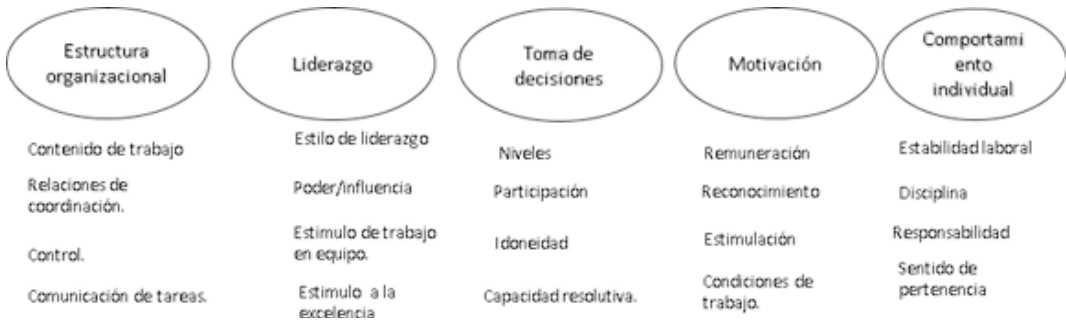 Estructura
organizacional
Liderazgo
Toma de
decisiones
Motivación
Comportami
ento
individual
Contenido de trabajo
Relaciones de
coordinación.
Control.
Comunicación de tareas.
Estilo de liderazgo
Poder/influencia
Estimulo de trabajo
en equipo.
Estimulo a la
excelencia
Niveles
Participación
Idoneidad
Capacidad resolutiva.
Remuneración
Reconocimiento
Estimulación
Condiciones de
trabajo.
Estabilidad laboral
Disciplina
Responsabilidad
Sentido de
pertenencia